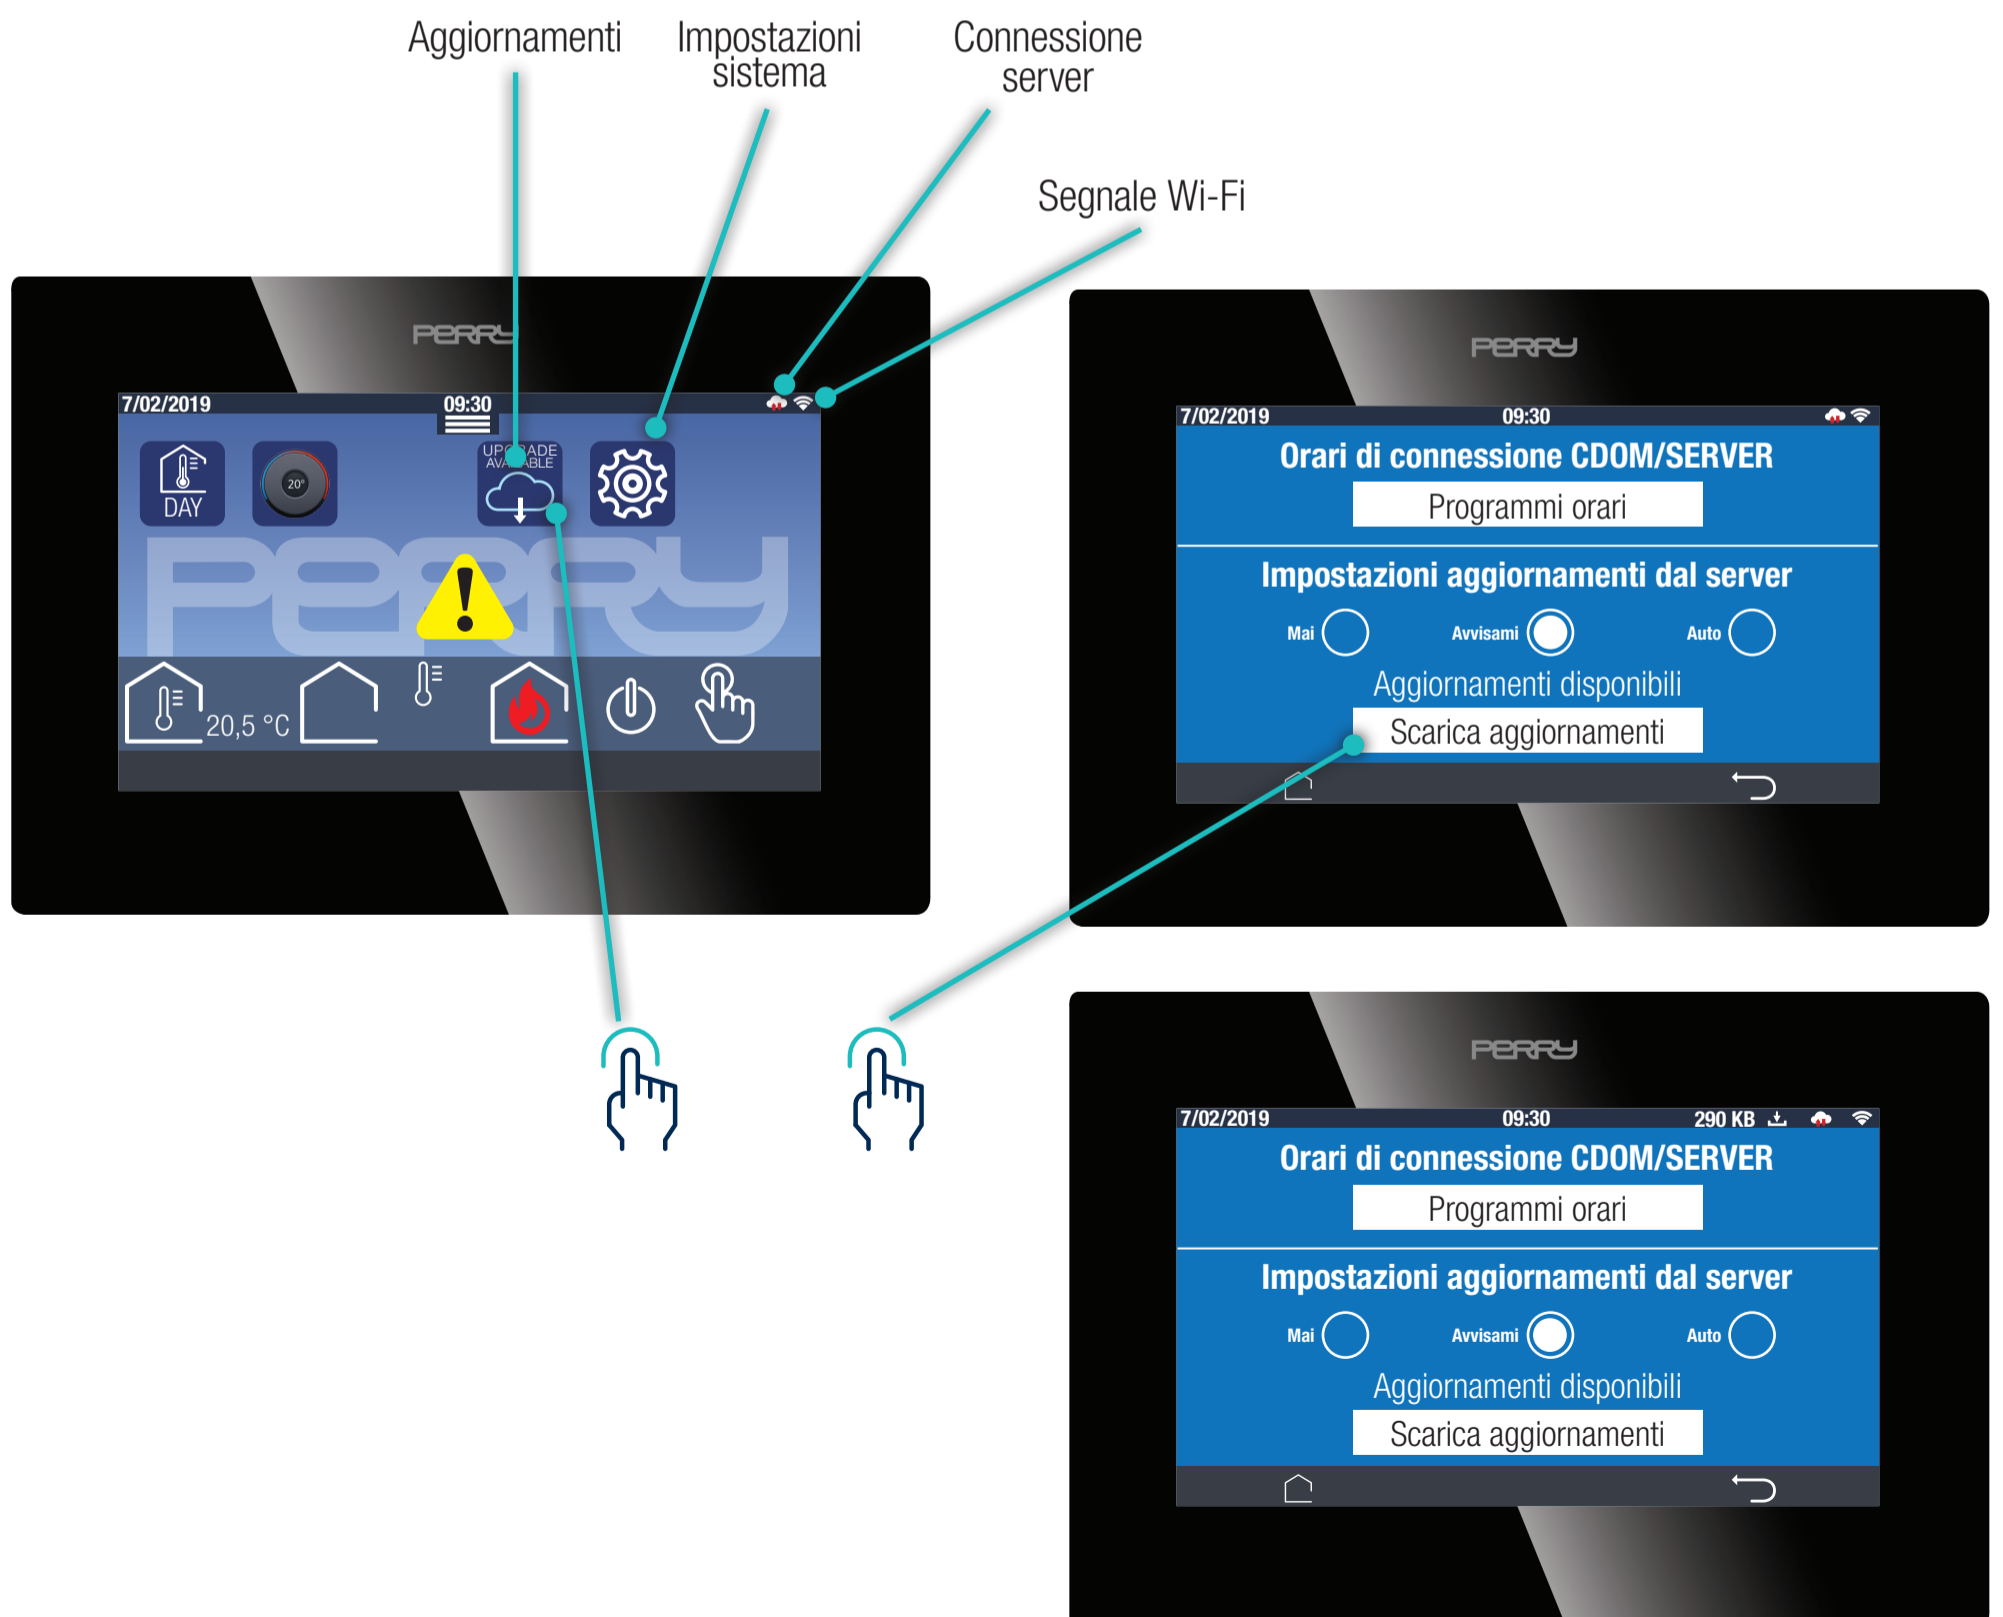 Aggiornamenti
Impostazioni
sistema
Connessione
server
Segnale Wi-Fi
PERRY
7/02/2019 09:30
DAY
20°
UPGRADE
AVAILABLE
PERRY
20,5 °C
PERRY
7/02/2019 09:30
Orari di connessione CDOM/SERVER
Programmi orari
Impostazioni aggiornamenti dal server
Mai Avvisami Auto
Aggiornamenti disponibili
Scarica aggiornamenti
PERRY
7/02/2019 09:30 290 KB
Orari di connessione CDOM/SERVER
Programmi orari
Impostazioni aggiornamenti dal server
Mai Avvisami Auto
Aggiornamenti disponibili
Scarica aggiornamenti